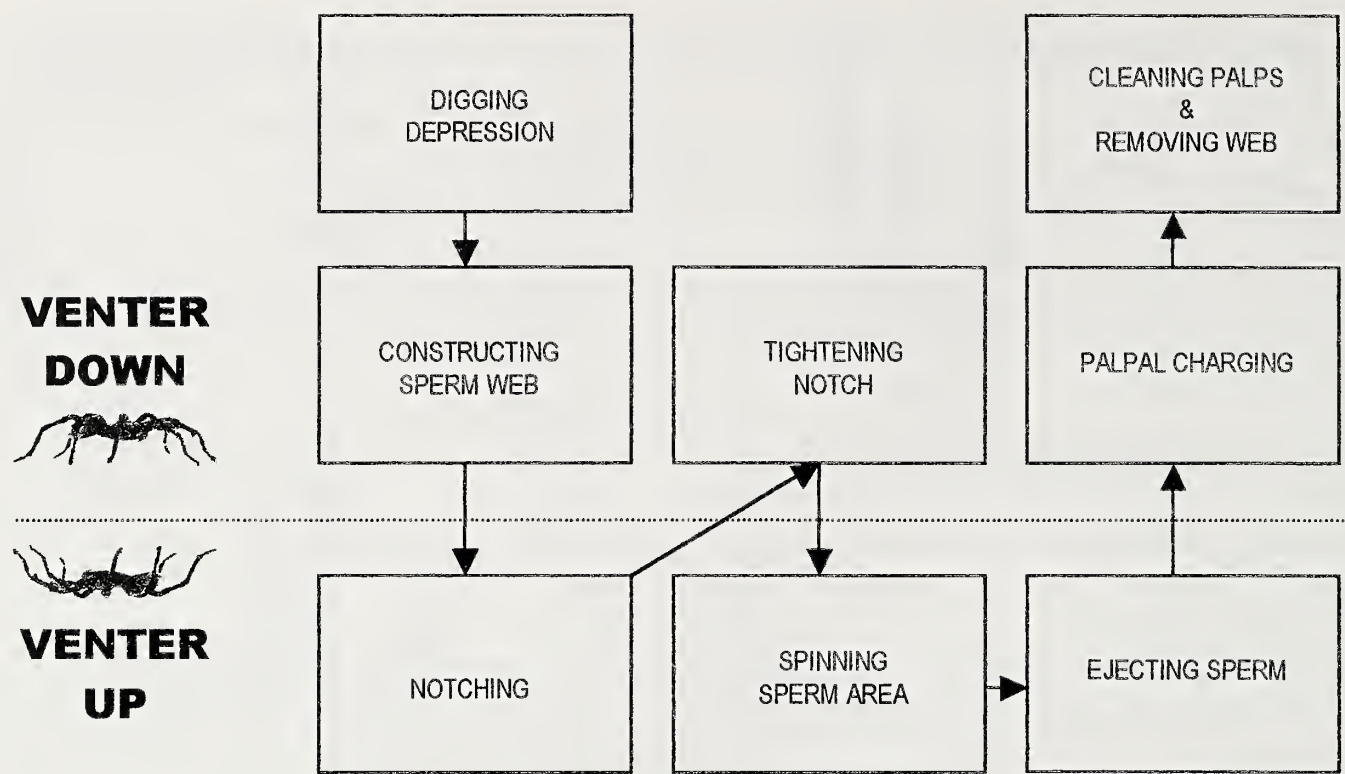 DIGGING
DEPRESSION
CLEANING PALPS
&
REMOVING WEB
VENTER
DOWN
CONSTRUCTING
SPERM WEB
TIGHTENING
NOTCH
PALPAL CHARGING
VENTER
UP
NOTCHING
SPINNING
SPERM AREA
EJECTING SPERM